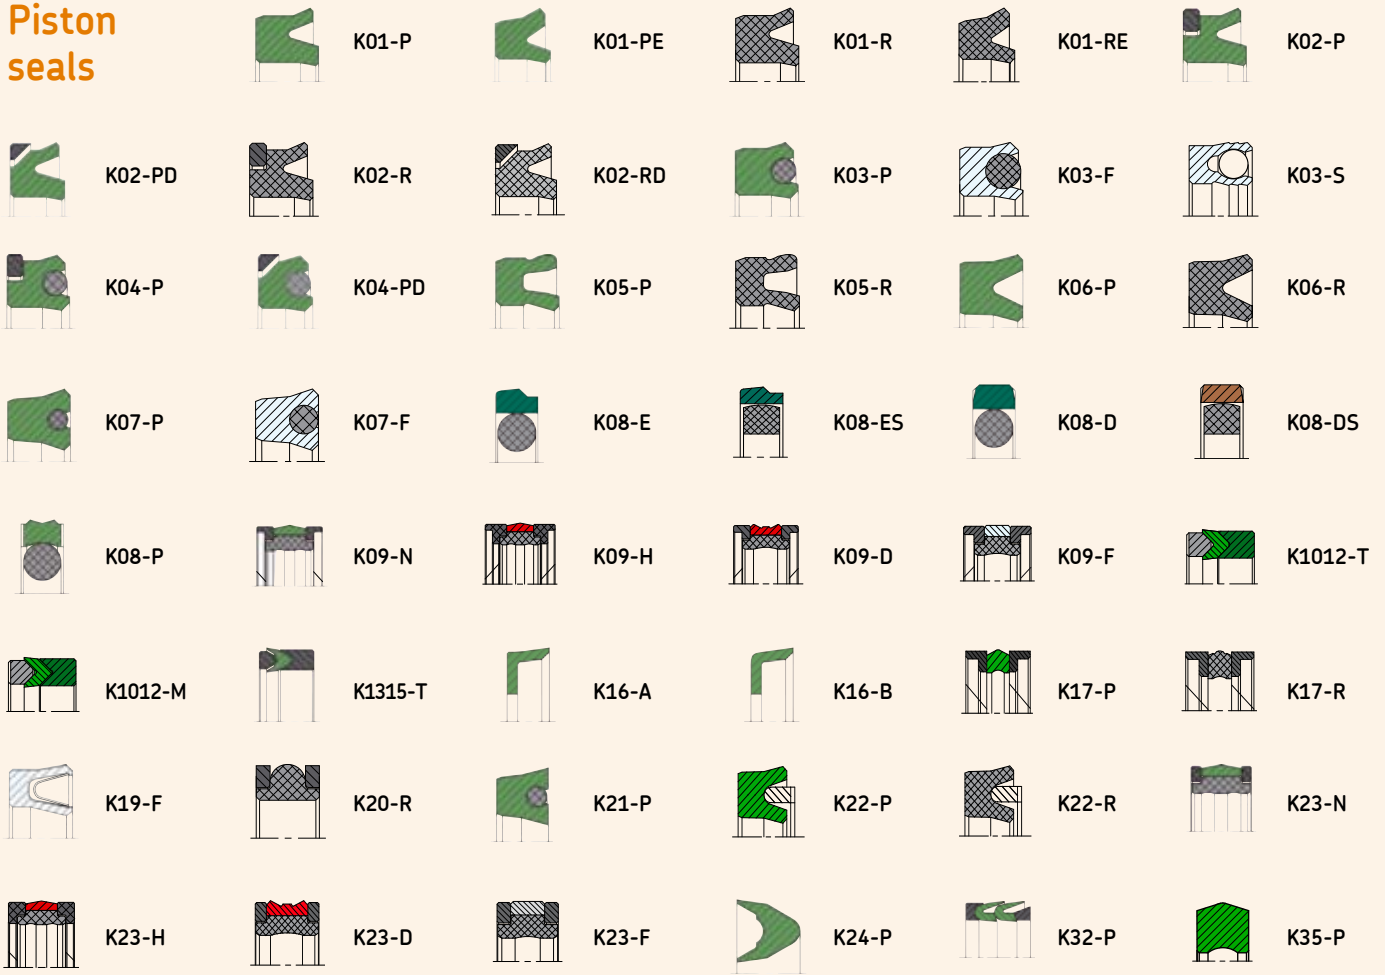 Piston
seals
K01-P
K01-PE
K01-R
K01-RE
K02-P
K02-PD
K02-R
K02-RD
K03-P
K03-F
K03-S
K04-P
K04-PD
K05-P
K05-R
K06-P
K06-R
K07-P
K07-F
K08-E
K08-ES
K08-D
K08-DS
K08-P
K09-N
K09-H
K09-D
K09-F
K1012-T
K1012-M
K1315-T
K16-A
K16-B
K17-P
K17-R
K19-F
K20-R
K21-P
K22-P
K22-R
K23-N
K23-H
K23-D
K23-F
K24-P
K32-P
K35-P